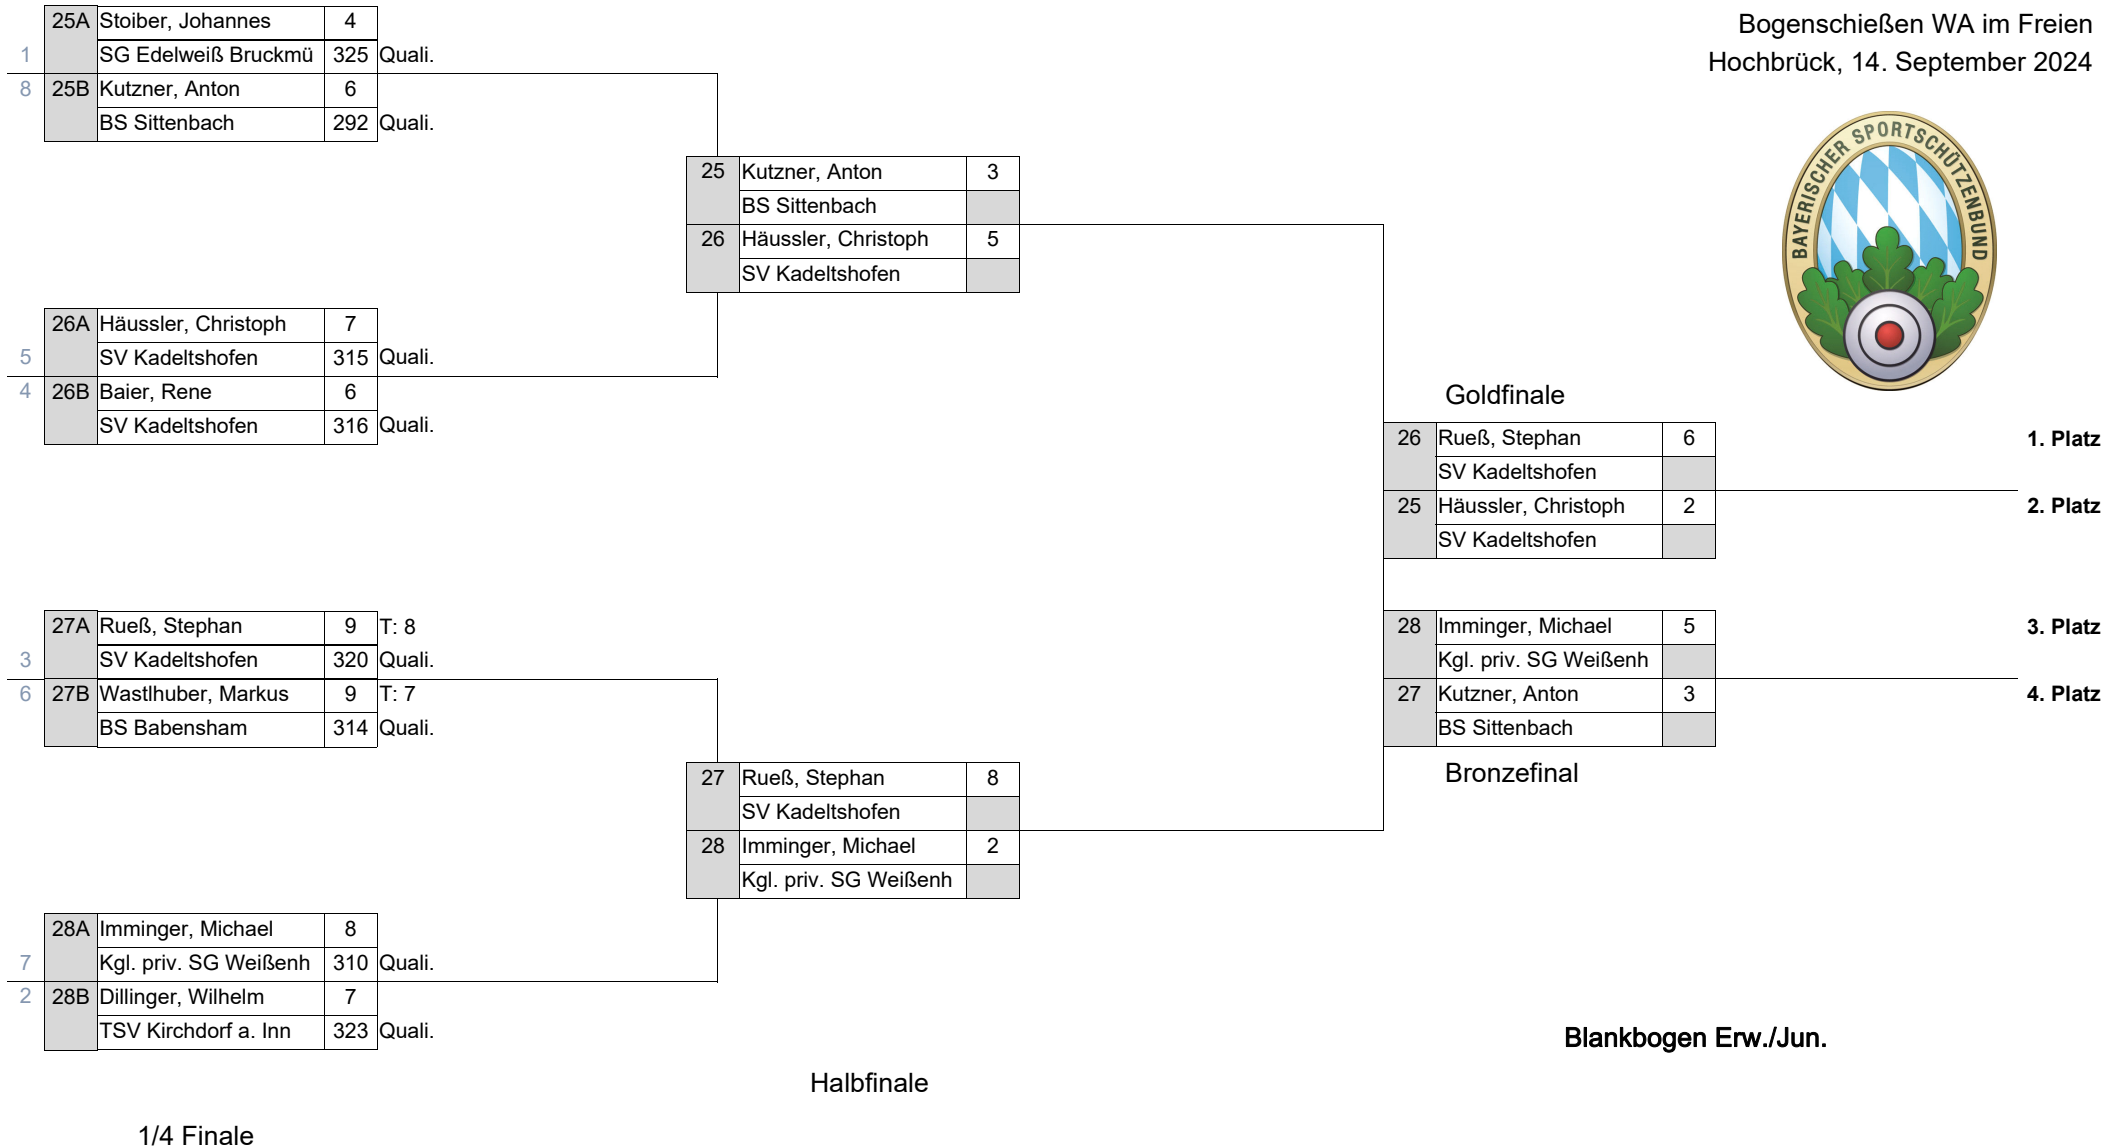 Bogenschießen WA im Freien
Hochbrück, 14. September 2024
BAYERISCHER SPORTSCHÜTZENBUND
25A Stoiber, Johannes 4
1 SG Edelweiß Bruckmü 325 Quali.
8 25B Kutzner, Anton 6
BS Sittenbach 292 Quali.
26A Häussler, Christoph 7
5 SV Kadeltshofen 315 Quali.
4 26B Baier, Rene 6
SV Kadeltshofen 316 Quali.
27A Rueß, Stephan 9 T: 8
3 SV Kadeltshofen 320 Quali.
6 27B Wastlhuber, Markus 9 T: 7
BS Babensham 314 Quali.
28A Imminger, Michael 8
7 Kgl. priv. SG Weißenh 310 Quali.
2 28B Dillinger, Wilhelm 7
TSV Kirchdorf a. Inn 323 Quali.
1/4 Finale
25 Kutzner, Anton 3
BS Sittenbach
26 Häussler, Christoph 5
SV Kadeltshofen
27 Rueß, Stephan 8
SV Kadeltshofen
28 Imminger, Michael 2
Kgl. priv. SG Weißenh
Halbfinale
Goldfinale
26 Rueß, Stephan 6 1. Platz
SV Kadeltshofen
25 Häussler, Christoph 2 2. Platz
SV Kadeltshofen
28 Imminger, Michael 5 3. Platz
Kgl. priv. SG Weißenh
27 Kutzner, Anton 3 4. Platz
BS Sittenbach
Bronzefinal
Blankbogen Erw./Jun.